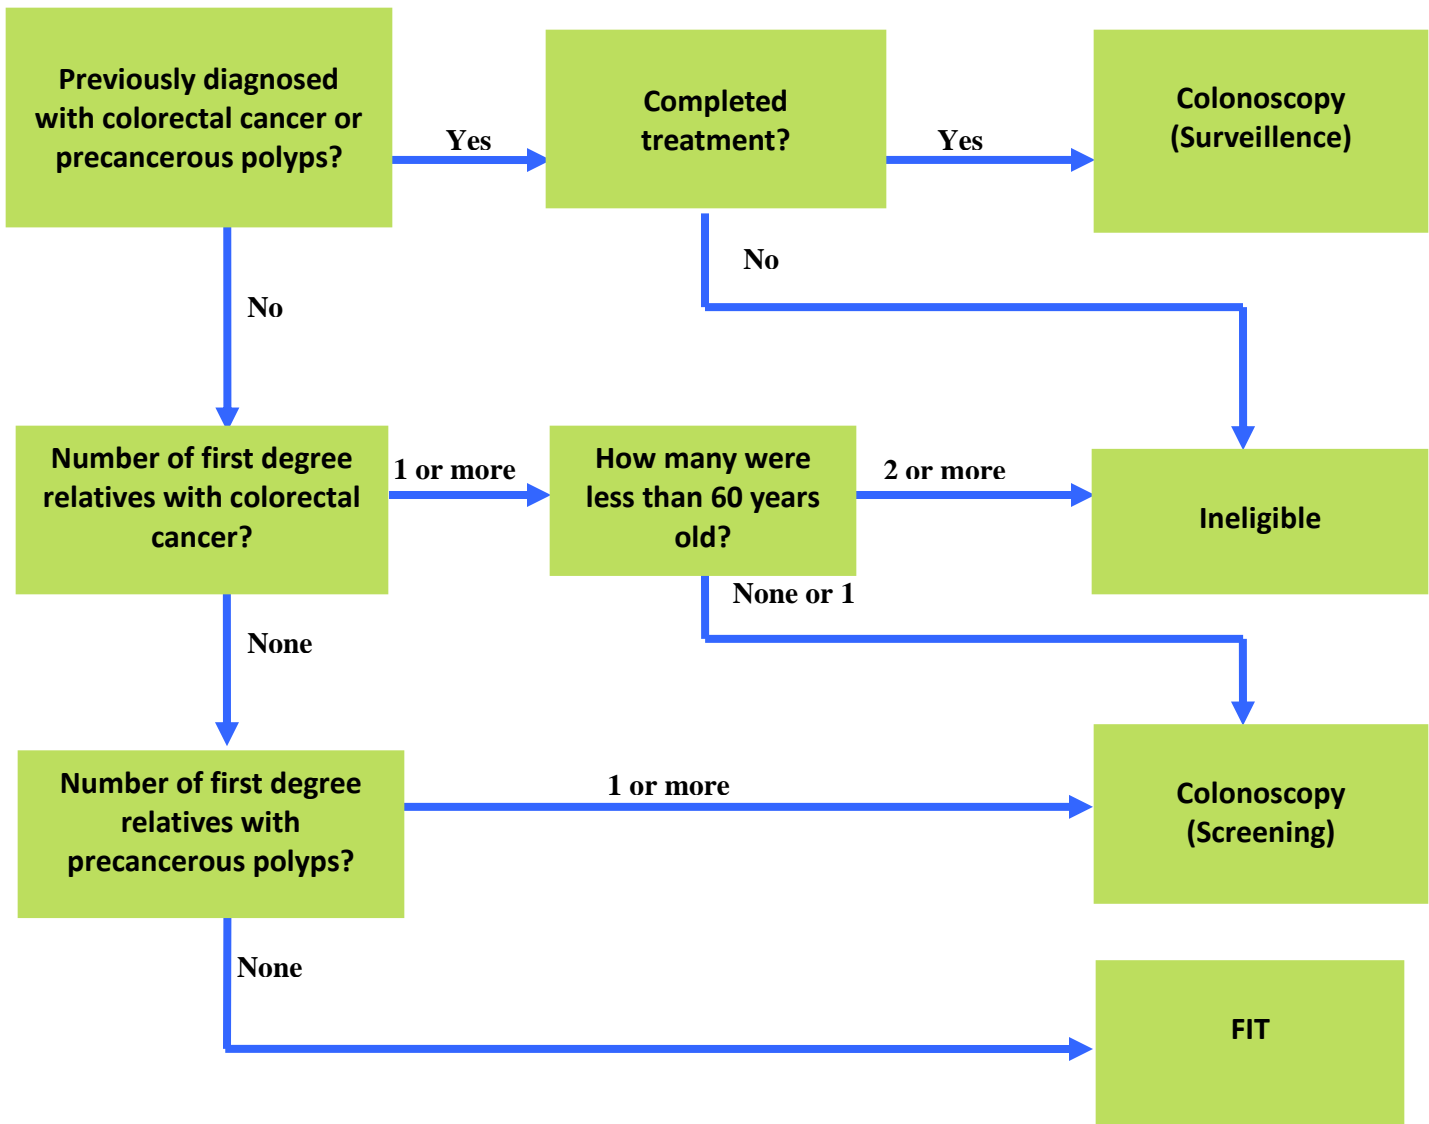 Previously diagnosed
with colorectal cancer or
precancerous polyps?
Yes
Completed
treatment?
Yes
Colonoscopy
(Surveillence)
No
No
Number of first degree
relatives with colorectal
cancer?
1 or more
How many were
less than 60 years
old?
2 or more
Ineligible
None or 1
None
Number of first degree
relatives with
precancerous polyps?
1 or more
Colonoscopy
(Screening)
None
FIT